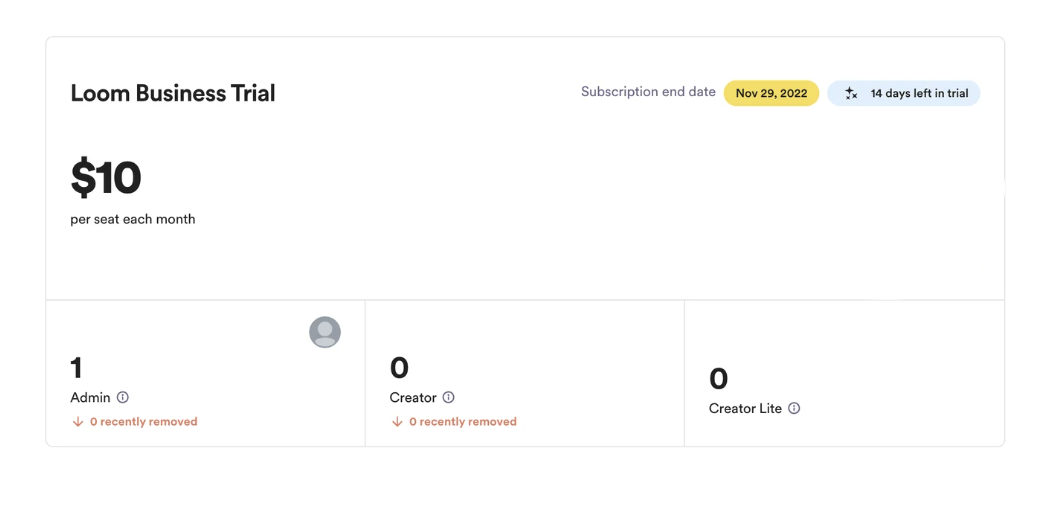 Loom Business Trial
Subscription end date Nov 29, 2022 14 days left in trial
$10
per seat each month
1
Admin
0 recently removed
0
Creator
0 recently removed
0
Creator Lite